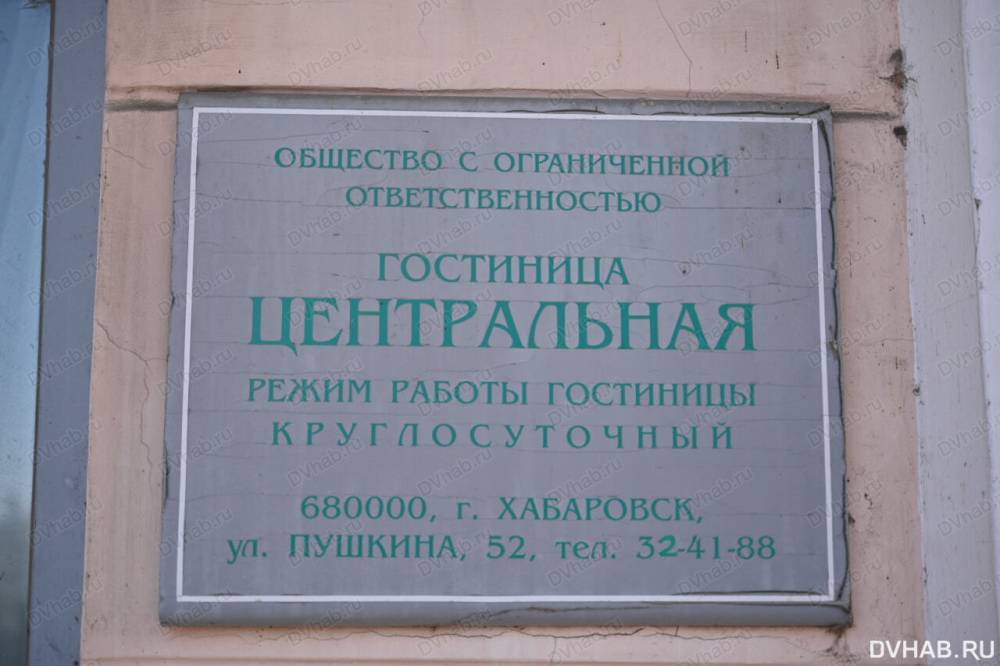 ОБЩЕСТВО С ОГРАНИЧЕННОЙ
ОТВЕТСТВЕННОСТЬЮ
ГОСТИНИЦА
ЦЕНТРАЛЬНАЯ
РЕЖИМ РАБОТЫ ГОСТИНИЦЫ
КРУГЛОСУТОЧНЫЙ
680000, г. ХАБАРОВСК,
ул. ПУШКИНА, 52, тел. 32-41-88
DVHAB.RU